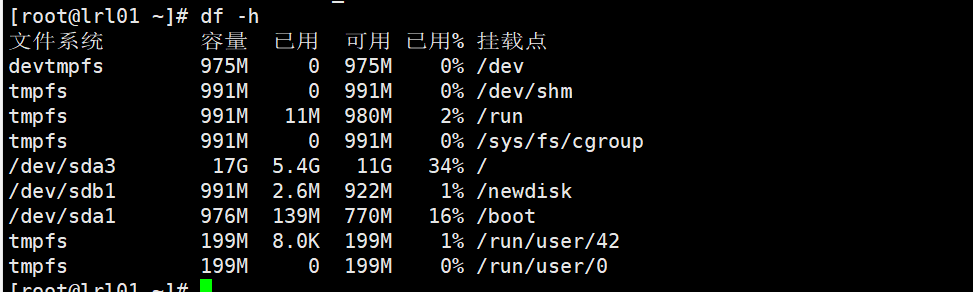 [root@lrl01 ~]# df -h
文件系统 容量 已用 可用 已用% 挂载点
devtmpfs 975M 0 975M 0% /dev
tmpfs 991M 0 991M 0% /dev/shm
tmpfs 991M 11M 980M 2% /run
tmpfs 991M 0 991M 0% /sys/fs/cgroup
/dev/sda3 17G 5.4G 11G 34% /
/dev/sdb1 991M 2.6M 922M 1% /newdisk
/dev/sda1 976M 139M 770M 16% /boot
tmpfs 199M 8.0K 199M 1% /run/user/42
tmpfs 199M 0 199M 0% /run/user/0
[root@lrl01 ~]#